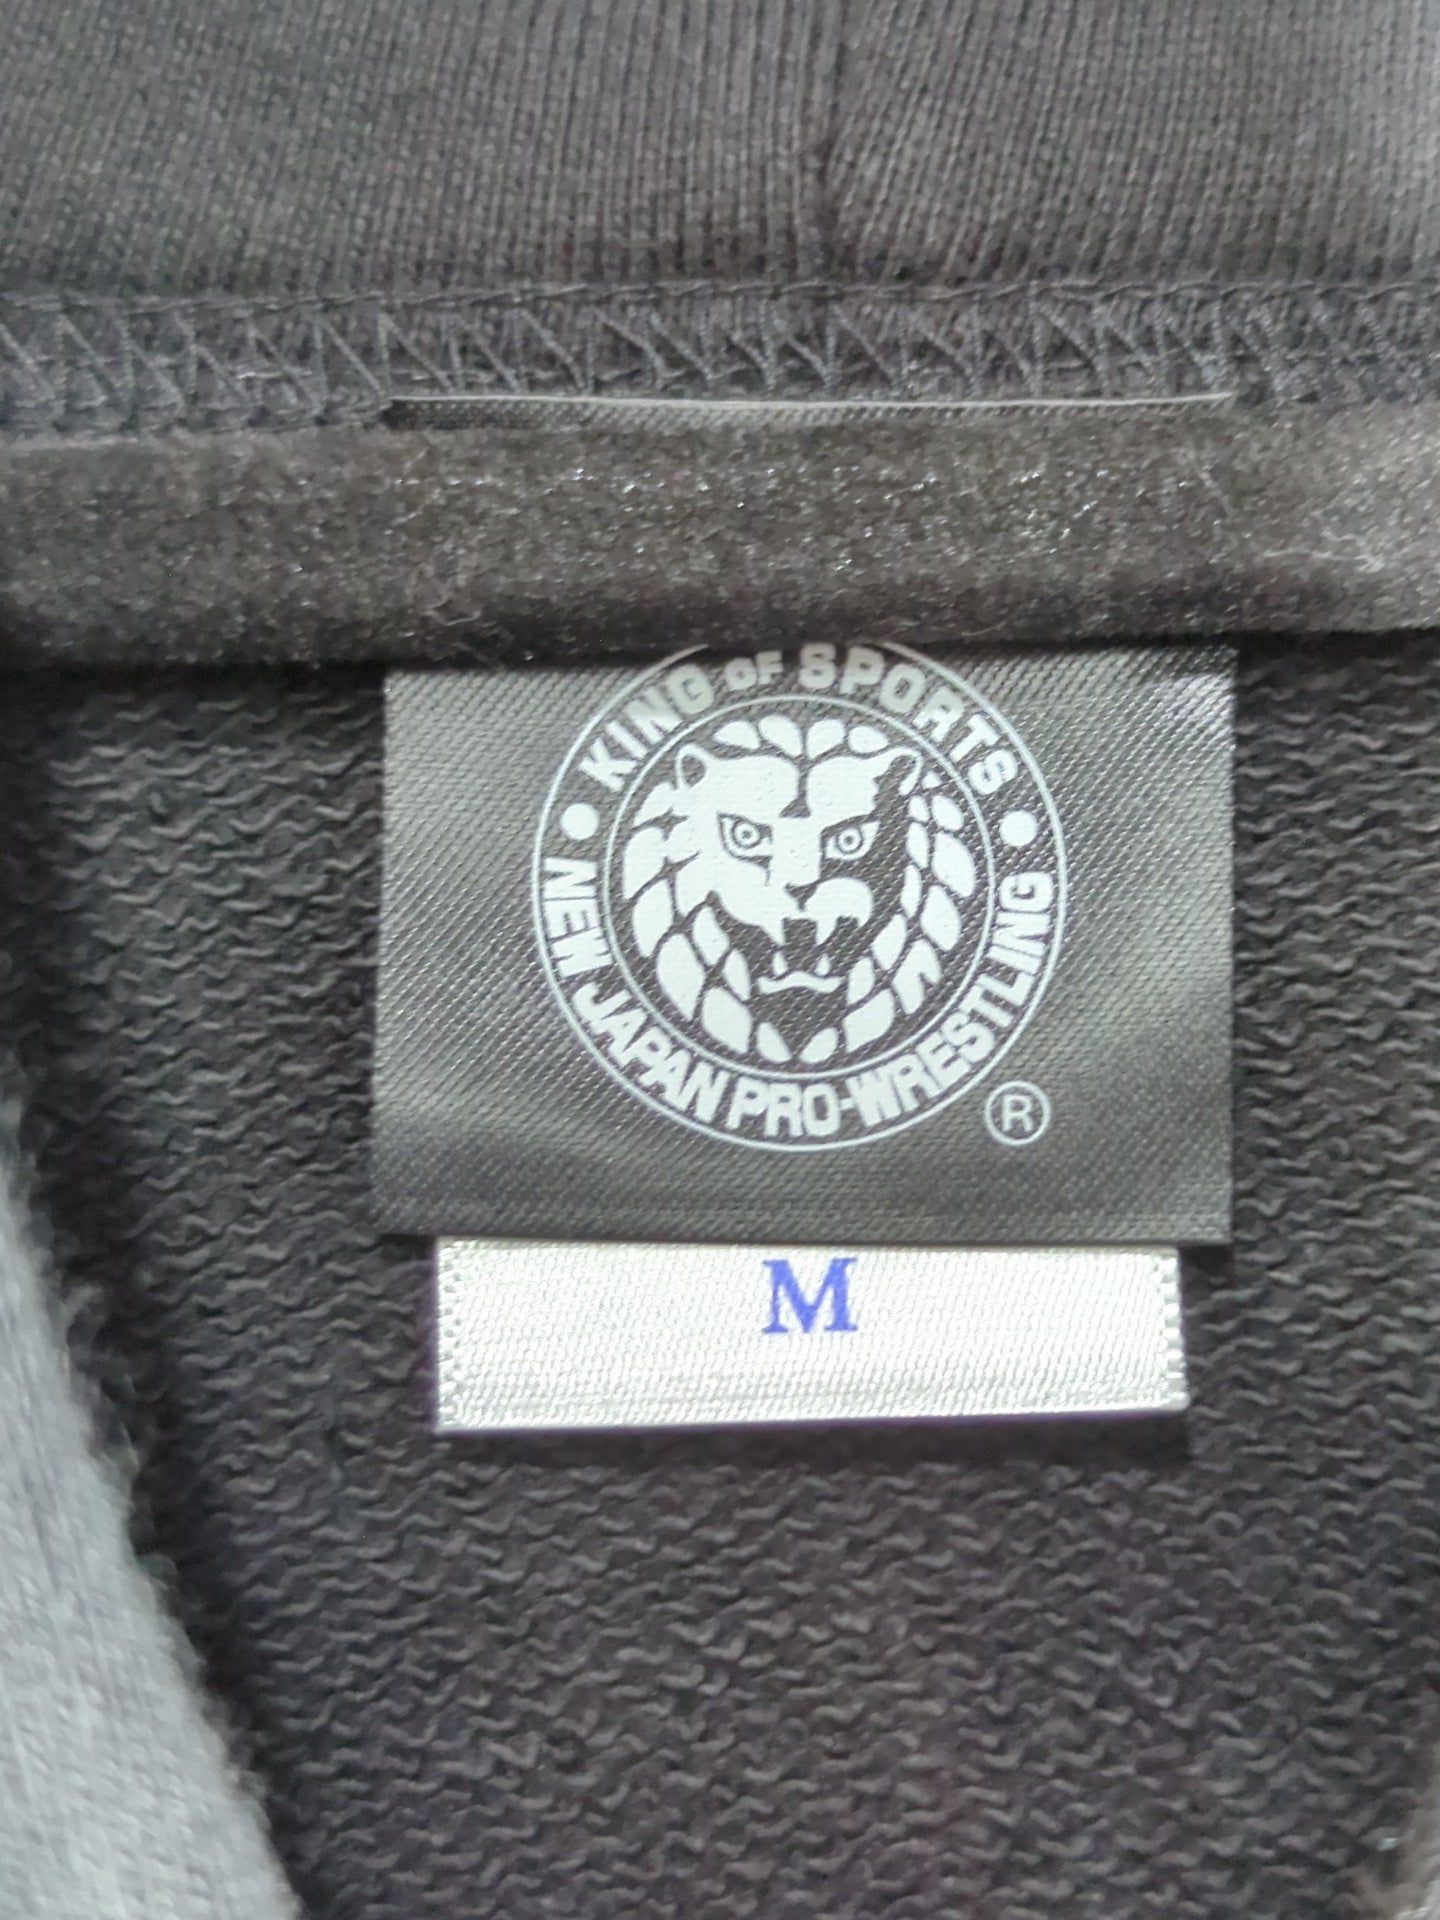 KING OF SPORTS
NEW JAPAN PRO-WRESTLING
®
M